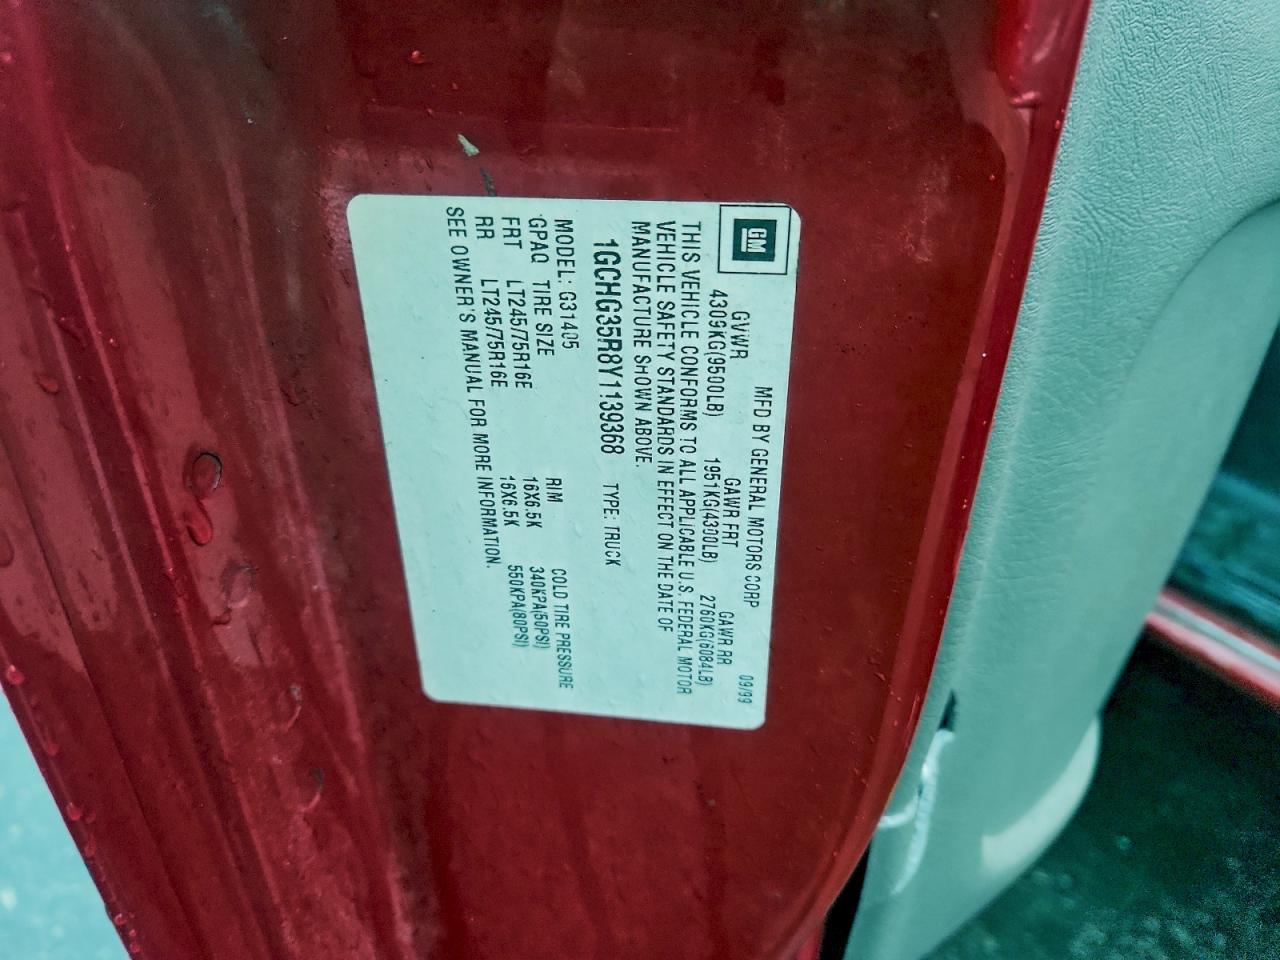 GM
MFD BY GENERAL MOTORS CORP 09/99
GVWR GAWR FRT GAWR RR
4309KG(9500LB) 1951KG(4300LB) 2760KG(6084LB)
THIS VEHICLE CONFORMS TO ALL APPLICABLE U.S. FEDERAL MOTOR
VEHICLE SAFETY STANDARDS IN EFFECT ON THE DATE OF
MANUFACTURE SHOWN ABOVE.
1GCHG35R8Y1139368 TYPE: TRUCK
MODEL: G31405
GPAQ TIRE SIZE RIM COLD TIRE PRESSURE
FRT LT245/75R16E 16X6.5K 340KPA(50PSI)
RR LT245/75R16E 16X6.5K 550KPA(80PSI)
SEE OWNER'S MANUAL FOR MORE INFORMATION.